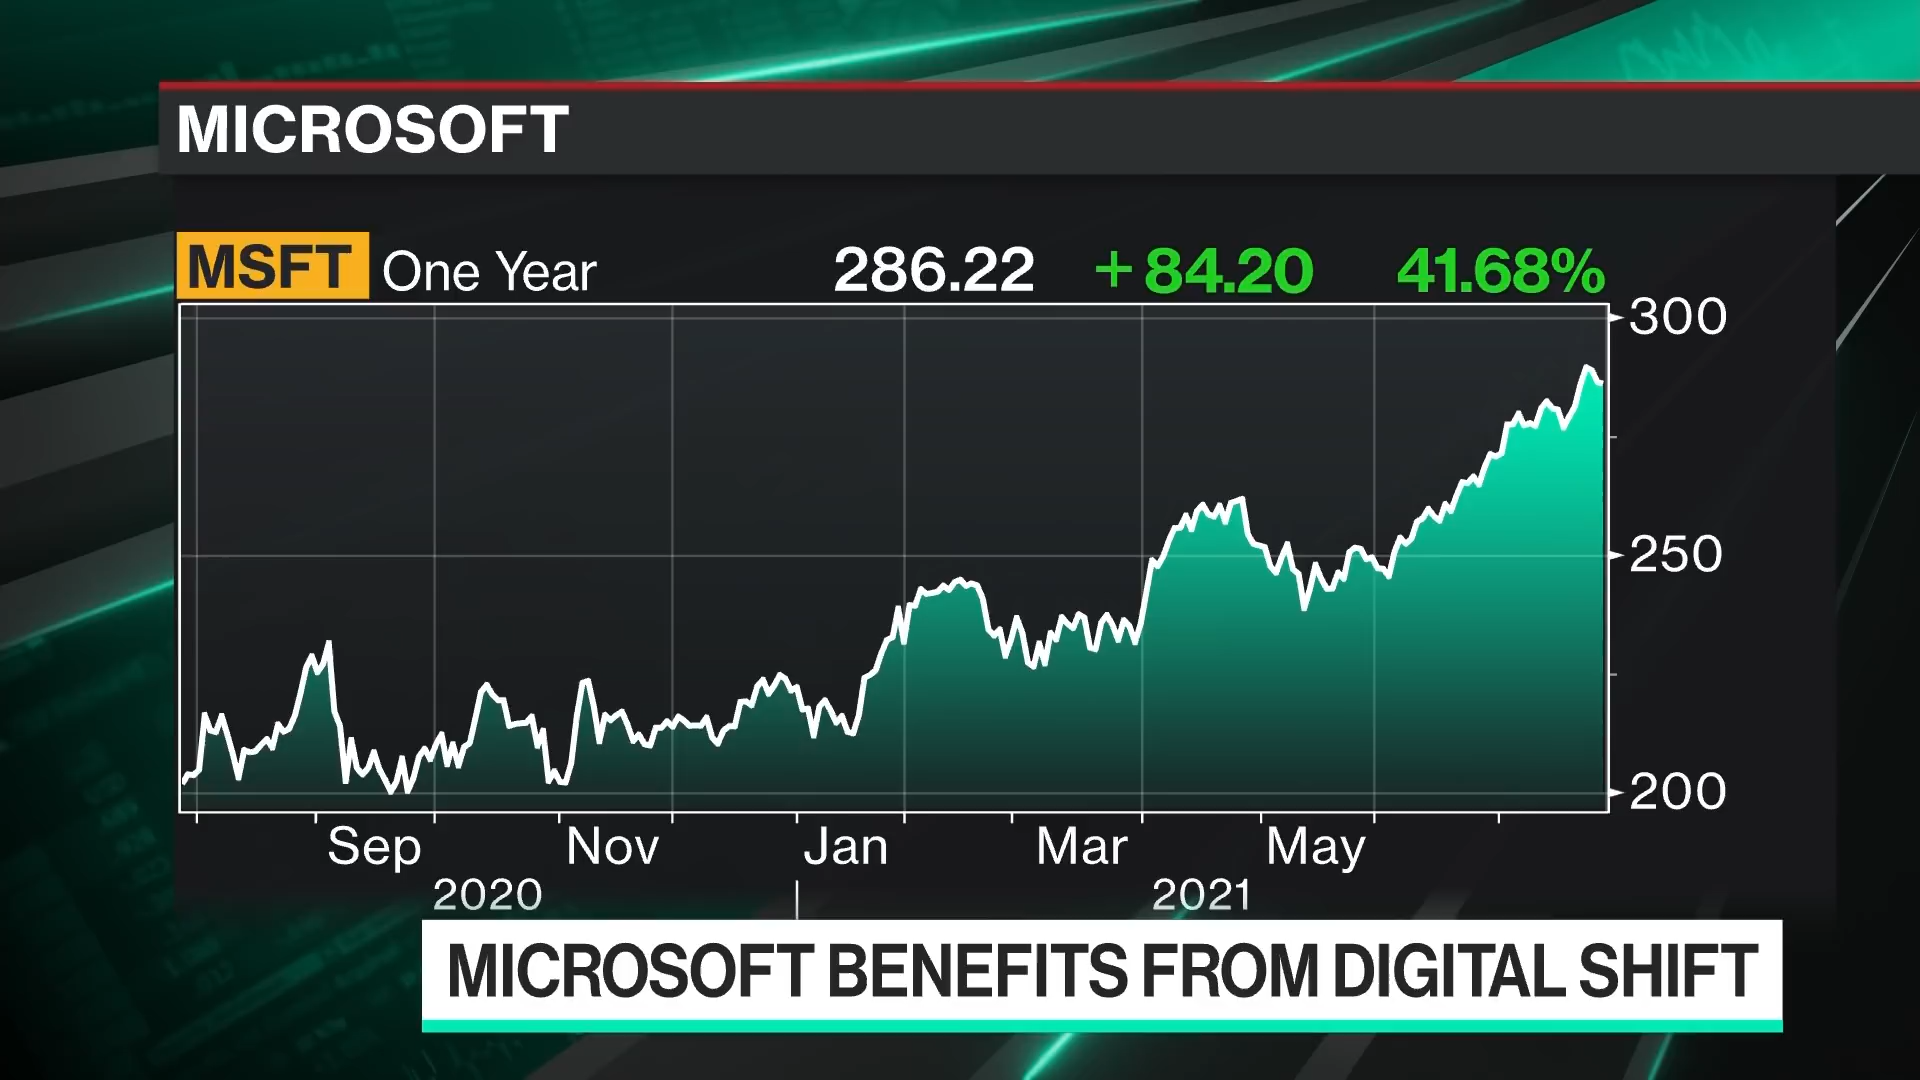 MICROSOFT
MSFT One Year 286.22 +84.20 41.68%
300
250
200
Sep Nov Jan Mar May
2020 2021
MICROSOFT BENEFITS FROM DIGITAL SHIFT